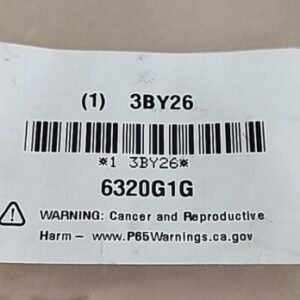 (1) 3BY26
*1 3BY26*
6320G1G
WARNING: Cancer and Reproductive
Harm — www.P65Warnings.ca.gov